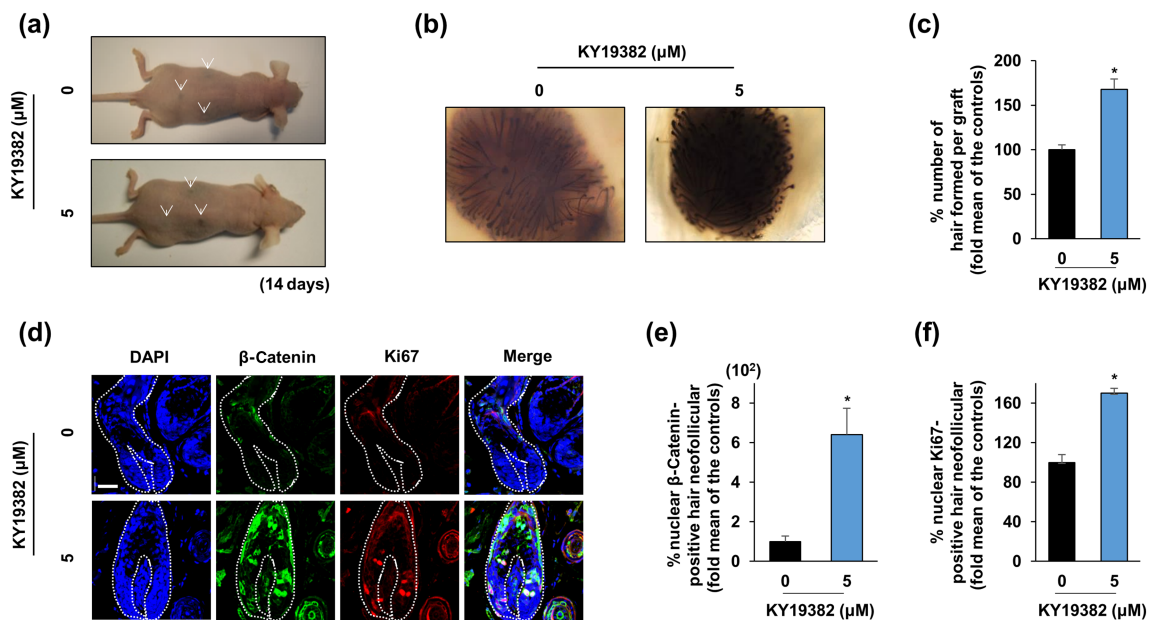 (a)
KY19382 (µM)
0
5
(14 days)
(b)
KY19382 (µM)
0
5
(c)
% number of
hair formed per graft
(fold mean of the controls)
200
150
100
50
0
*
0
5
KY19382 (µM)
(d)
DAPI
β-Catenin
Ki67
Merge
KY19382 (µM)
0
5
(e)
% nuclear β-Catenin-
positive hair neofollicular
(fold mean of the controls)
(10²)
8
6
4
2
0
*
0
5
KY19382 (µM)
(f)
% nuclear Ki67-
positive hair neofollicular
(fold mean of the controls)
160
120
80
40
0
*
0
5
KY19382 (µM)